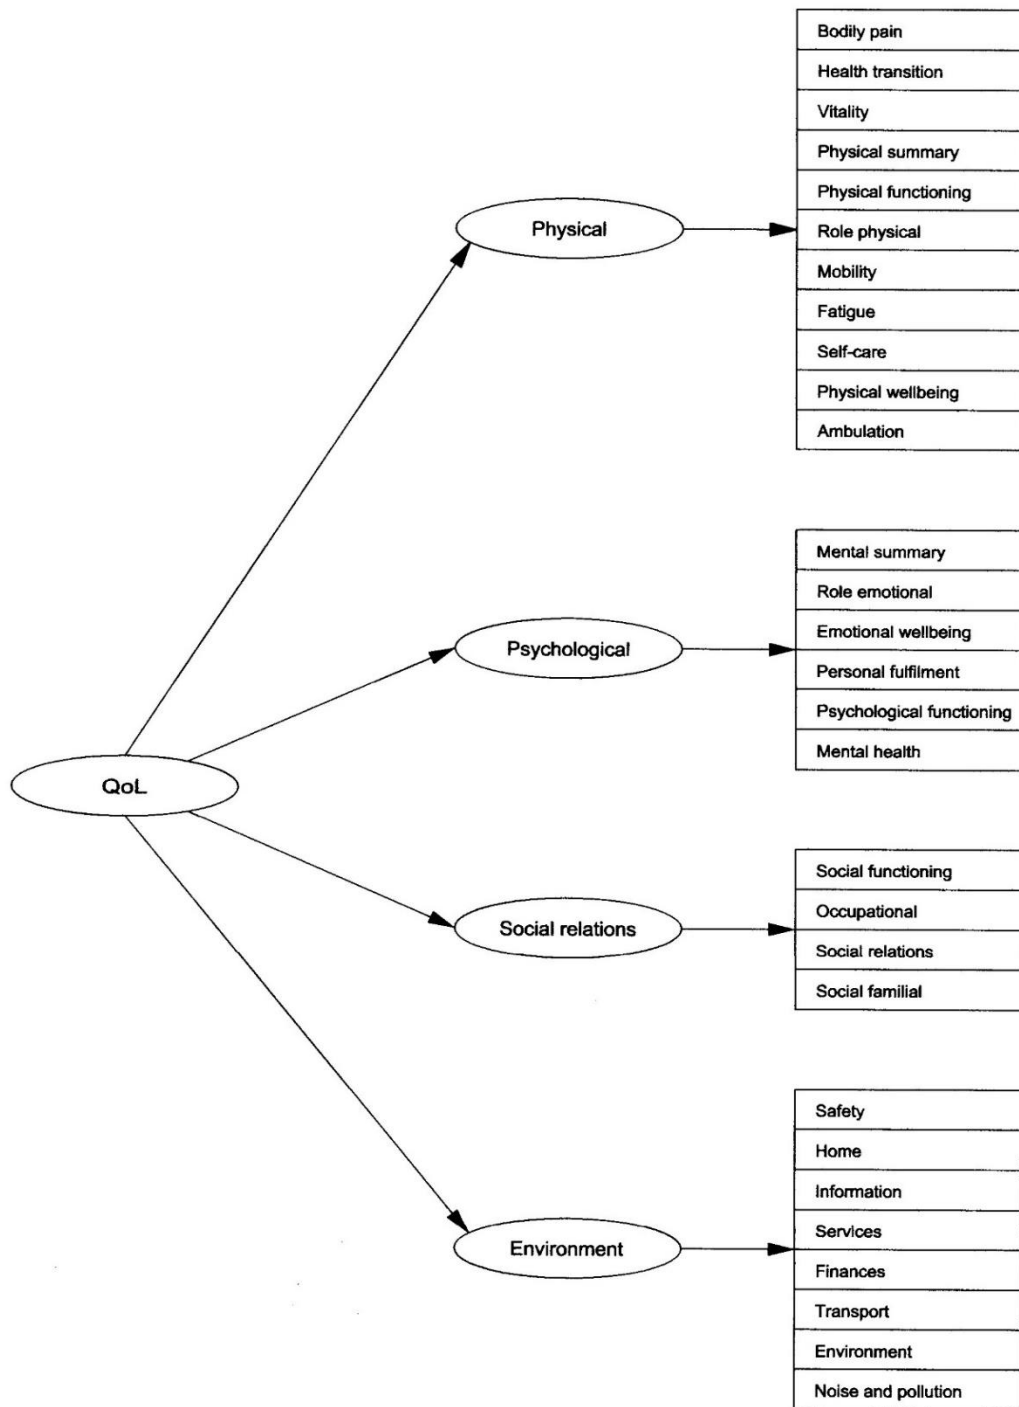 QoL
Physical
Bodily pain
Health transition
Vitality
Physical summary
Physical functioning
Role physical
Mobility
Fatigue
Self-care
Physical wellbeing
Ambulation
Psychological
Mental summary
Role emotional
Emotional wellbeing
Personal fulfilment
Psychological functioning
Mental health
Social relations
Social functioning
Occupational
Social relations
Social familial
Environment
Safety
Home
Information
Services
Finances
Transport
Environment
Noise and pollution